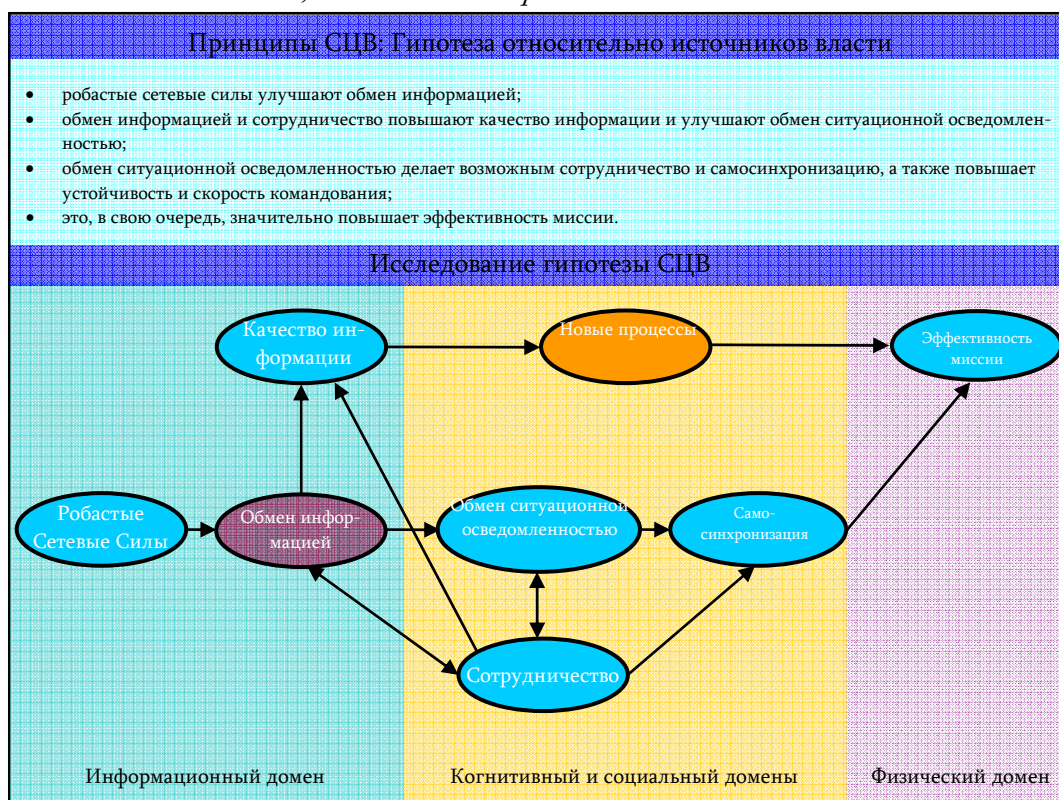 Принципы СЦВ: Гипотеза относительно источников власти
• робастые сетевые силы улучшают обмен информацией;
• обмен информацией и сотрудничество повышают качество информации и улучшают обмен ситуационной осведомлен-
ностью;
• обмен ситуационной осведомленностью делает возможным сотрудничество и самосинхронизацию, а также повышает
устойчивость и скорость командования;
• это, в свою очередь, значительно повышает эффективность миссии.
Исследование гипотезы СЦВ
Качество ин-
формации
Новые процессы
Эффективность
миссии
Робастые
Сетевые Силы
Обмен инфор-
мацией
Обмен ситуационной
осведомленностью
Само-
синхронизация
Сотрудничество
Информационный домен
Когнитивный и социальный домены
Физический домен